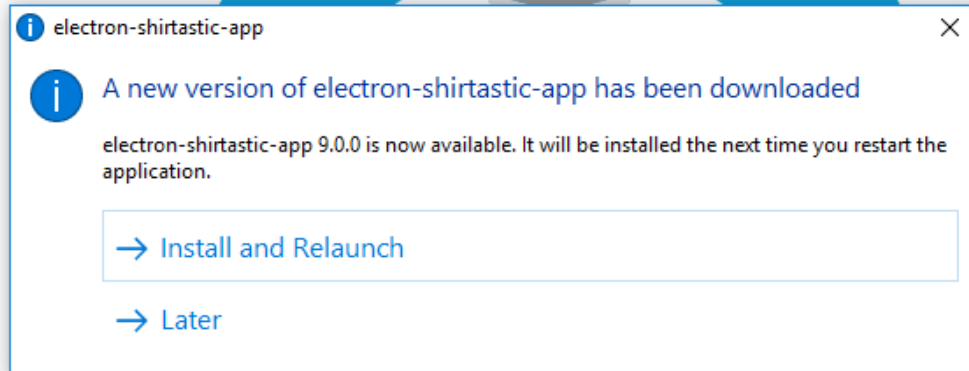 electron-shirtastic-app
A new version of electron-shirtastic-app has been downloaded
electron-shirtastic-app 9.0.0 is now available. It will be installed the next time you restart the
application.
Install and Relaunch
Later